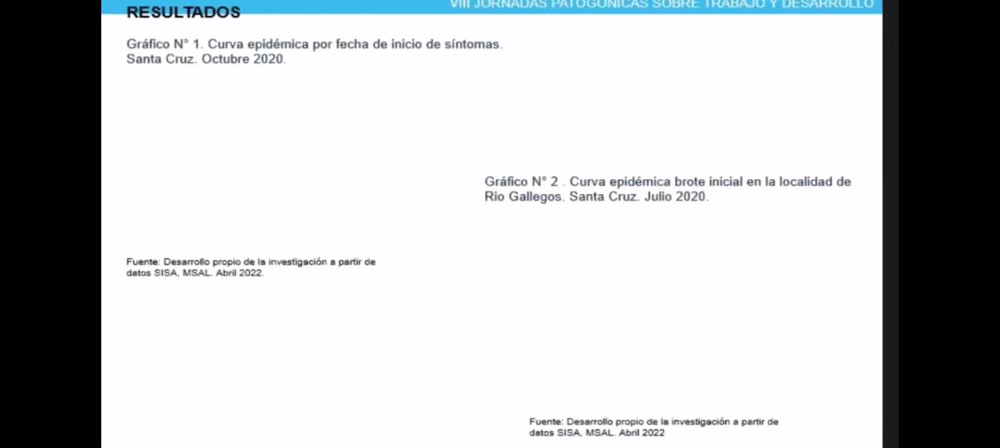 VIII JORNADAS PATOGÓNICAS SOBRE TRABAJO Y DESARROLLO
RESULTADOS
Gráfico N° 1. Curva epidémica por fecha de inicio de síntomas.
Santa Cruz. Octubre 2020.
Gráfico N° 2 . Curva epidémica brote inicial en la localidad de
Rio Gallegos. Santa Cruz. Julio 2020.
Fuente: Desarrollo propio de la investigación a partir de
datos SISA, MSAL. Abril 2022.
Fuente: Desarrollo propio de la investigación a partir de
datos SISA, MSAL. Abril 2022